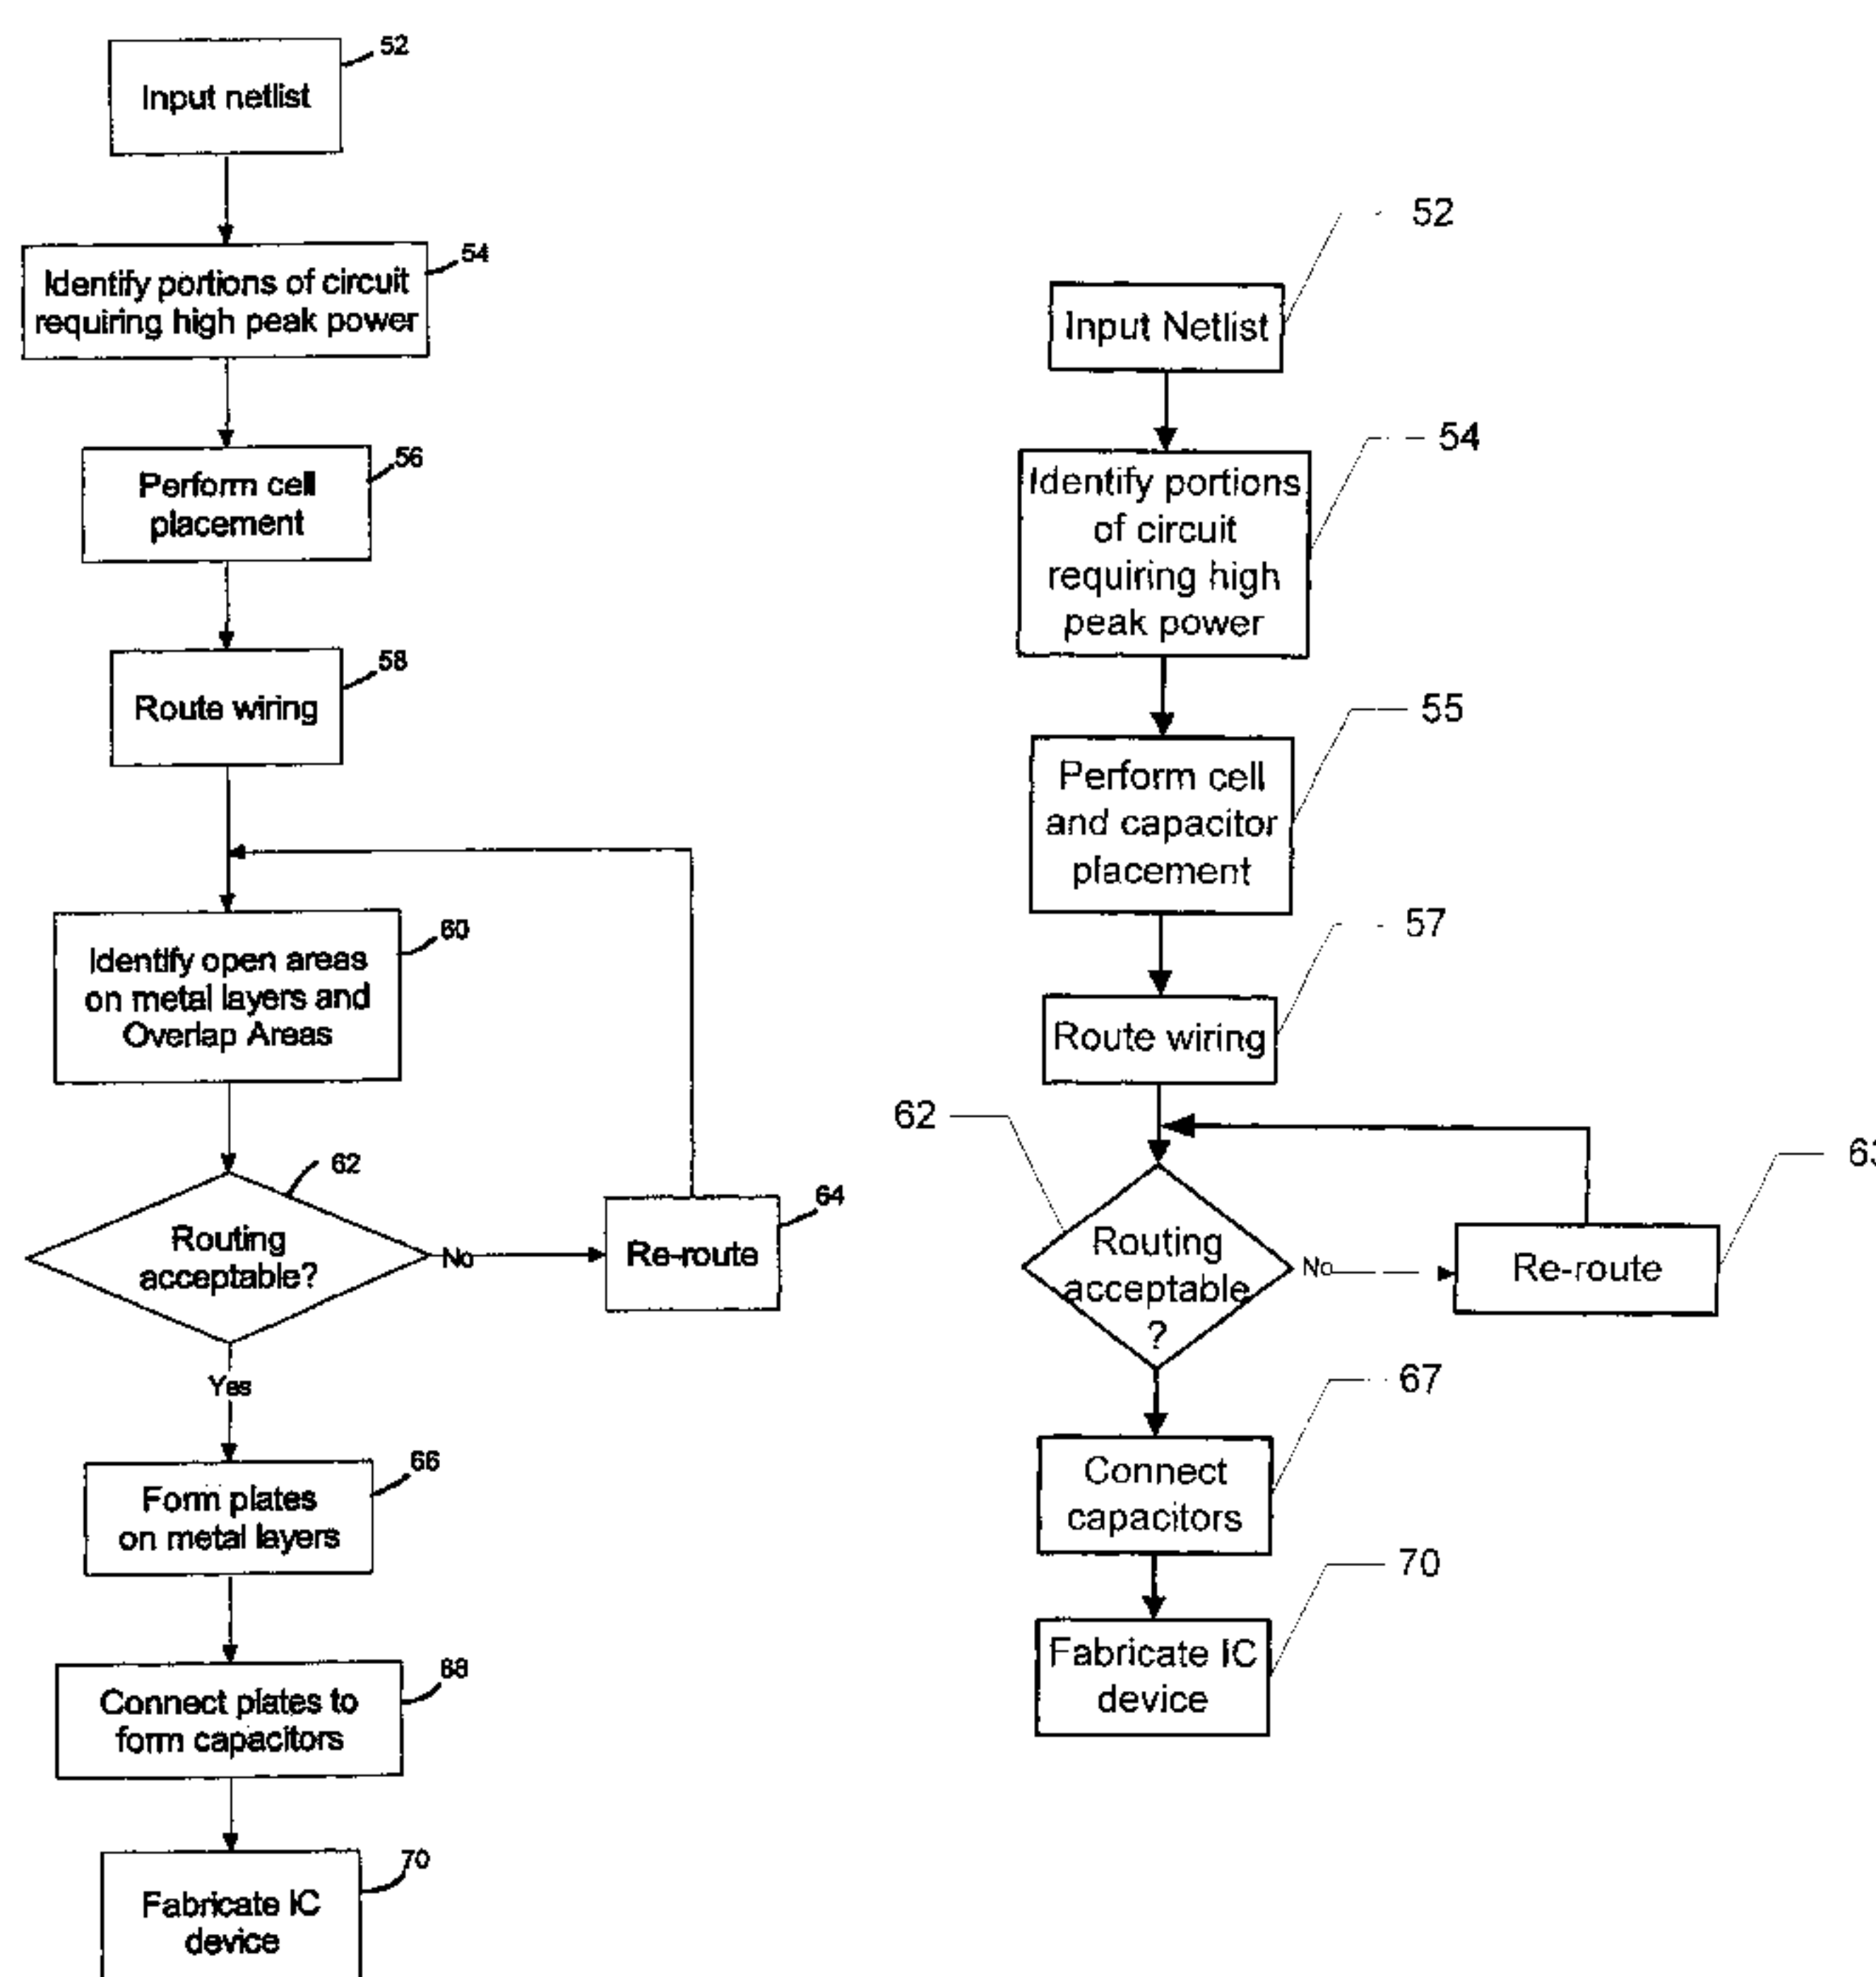 52
Input netlist
54
Identify portions of circuit
requiring high peak power
56
Perform cell
placement
58
Route wiring
60
Identify open areas
on metal layers and
Overlap Areas
62
Routing
acceptable?
No
64
Re-route
Yes
66
Form plates
on metal layers
68
Connect plates to
form capacitors
70
Fabricate IC
device
52
Input Netlist
54
Identify portions
of circuit
requiring high
peak power
55
Perform cell
and capacitor
placement
57
Route wiring
62
Routing
acceptable
?
No
Re-route
67
Connect
capacitors
70
Fabricate IC
device